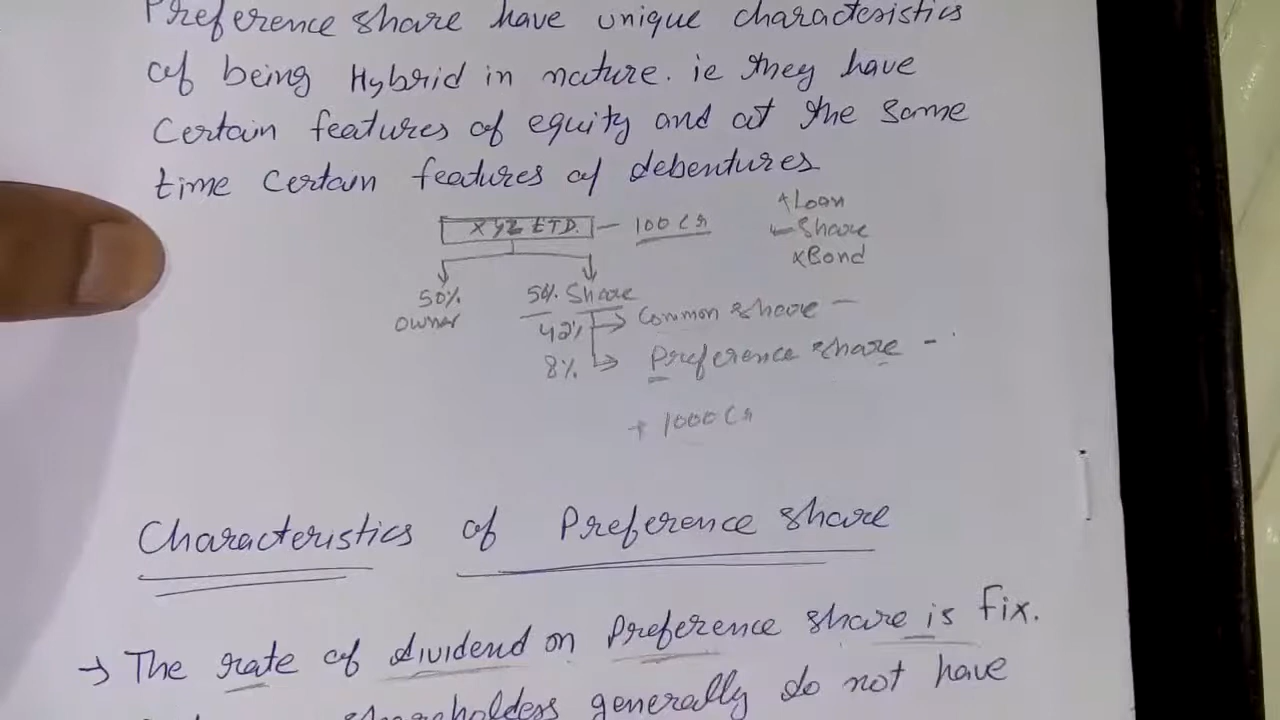 Preference share have unique characteristics
of being Hybrid in nature. ie they have
Certain features of equity and at the same
time Certain features of debentures
XYZ LTD. — 100 Cr
Loan
Share
x Bond
50% owner
50% Share
42% → Common share —
8% → Preference share -
+ 1000 Cr
Characteristics of Preference share
→ The rate of dividend on Preference share is fix.
shareholders generally do not have